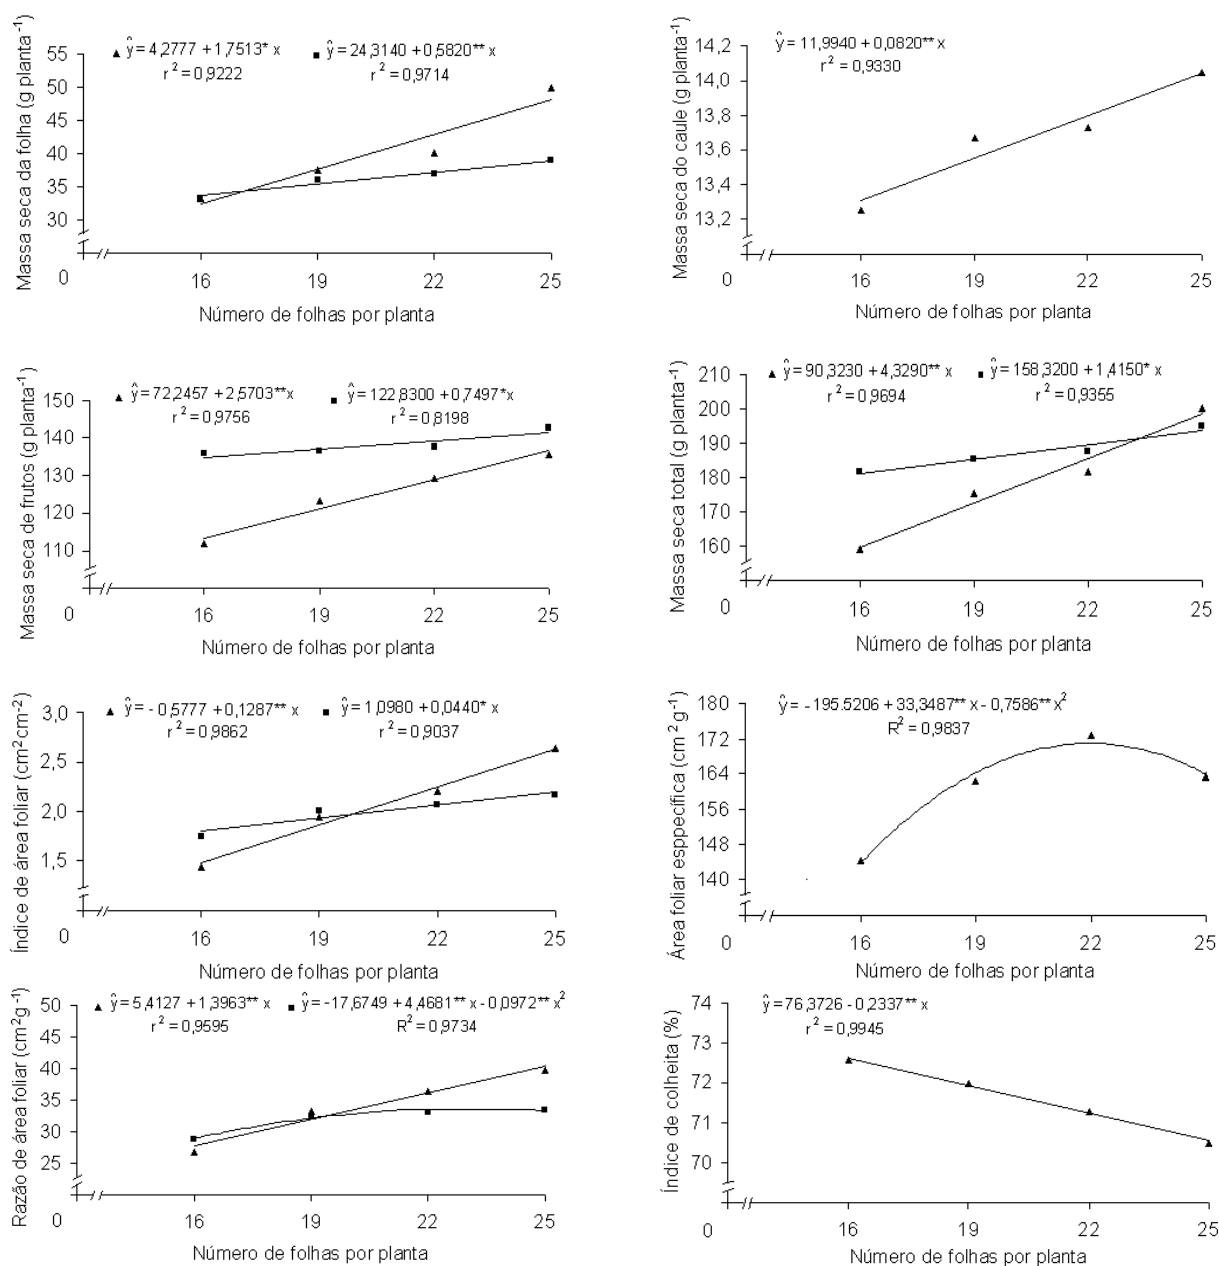 ŷ = 4,2777 + 1,7513* x
r² = 0,9222
ŷ = 24,3140 + 0,5820** x
r² = 0,9714
Massa seca da folha (g planta⁻¹)
55
50
45
40
35
30
0
16 19 22 25
Número de folhas por planta
ŷ = 11,9940 + 0,0820** x
r² = 0,9330
Massa seca do caule (g planta⁻¹)
14,2
14,0
13,8
13,6
13,4
13,2
0
16 19 22 25
Número de folhas por planta
ŷ = 72,2457 + 2,5703** x
r² = 0,9756
ŷ = 122,8300 + 0,7497* x
r² = 0,8198
Massa seca de frutos (g planta⁻¹)
150
140
130
120
110
0
16 19 22 25
Número de folhas por planta
ŷ = 90,3230 + 4,3290** x
r² = 0,9694
ŷ = 158,3200 + 1,4150* x
r² = 0,9355
Massa seca total (g planta⁻¹)
210
200
190
180
170
160
0
16 19 22 25
Número de folhas por planta
ŷ = - 0,5777 + 0,1287** x
r² = 0,9862
ŷ = 1,0980 + 0,0440* x
r² = 0,9037
Índice de área foliar (cm²cm-²)
3,0
2,5
2,0
1,5
0
16 19 22 25
Número de folhas por planta
ŷ = -195.5206 + 33,3487** x - 0,7586** x²
R² = 0,9837
Área foliar esppecífica (cm² g⁻¹)
180
172
164
156
148
140
0
16 19 22 25
Número de folhas por planta
ŷ = 5,4127 + 1,3963** x
r² = 0,9595
ŷ = -17,6749 + 4,4681** x - 0,0972** x²
R² = 0,9734
Razão de área foliar (cm²g⁻¹)
50
45
40
35
30
25
0
16 19 22 25
Número de folhas por planta
ŷ = 76,3726 - 0,2337** x
r² = 0,9945
Índice de colheita (%)
74
73
72
71
70
0
16 19 22 25
Número de folhas por planta